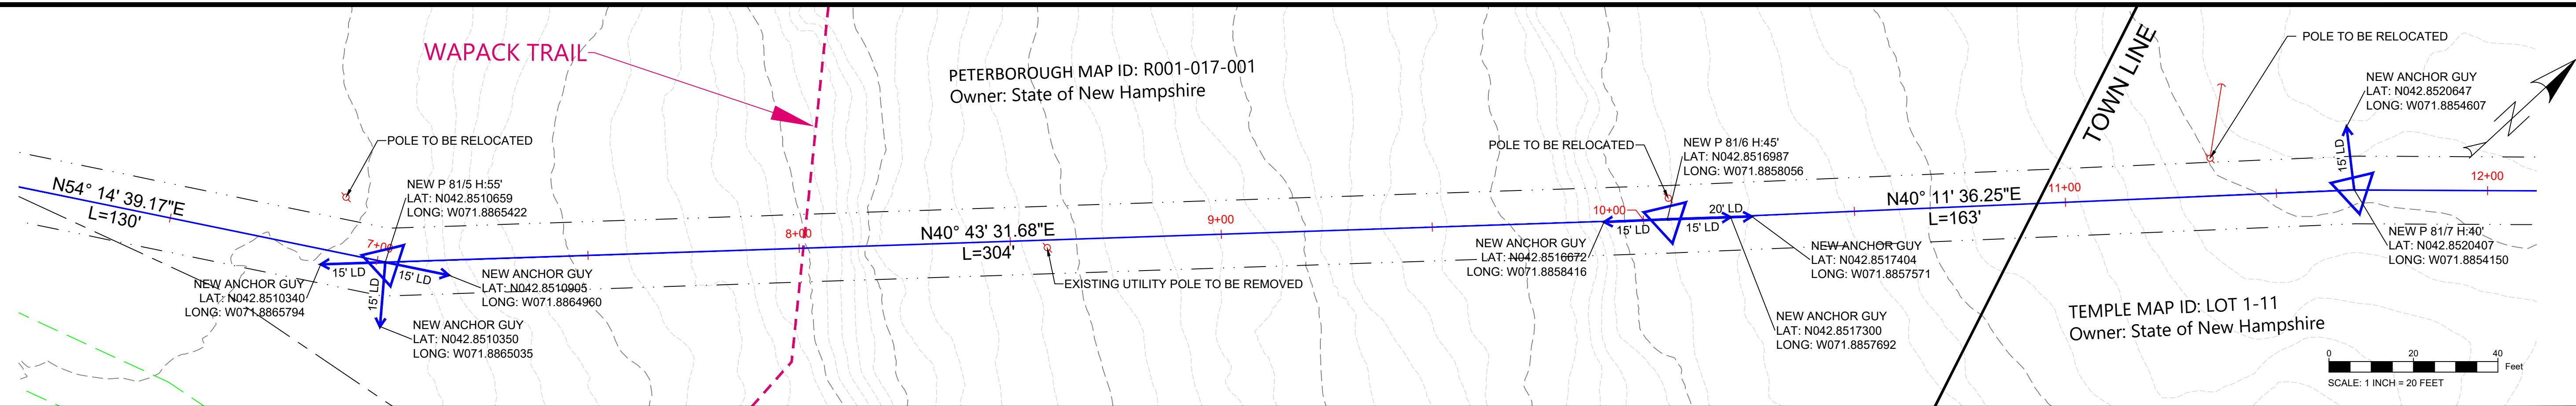 WAPACK TRAIL
PETERBOROUGH MAP ID: R001-017-001
Owner: State of New Hampshire
TOWN LINE
POLE TO BE RELOCATED
NEW ANCHOR GUY
LAT: N042.8520647
LONG: W071.8854607
15' LD
POLE TO BE RELOCATED
N54° 14' 39.17"E
L=130'
NEW P 81/5 H:55'
LAT: N042.8510659
LONG: W071.8865422
7+00
15' LD
15' LD
15' LD
NEW ANCHOR GUY
LAT: N042.8510340
LONG: W071.8865794
NEW ANCHOR GUY
LAT: N042.8510905
LONG: W071.8864960
NEW ANCHOR GUY
LAT: N042.8510350
LONG: W071.8865035
8+00
N40° 43' 31.68"E
L=304'
EXISTING UTILITY POLE TO BE REMOVED
9+00
POLE TO BE RELOCATED
NEW P 81/6 H:45'
LAT: N042.8516987
LONG: W071.8858056
10+00
15' LD
15' LD
20' LD
NEW ANCHOR GUY
LAT: N042.8516672
LONG: W071.8858416
NEW ANCHOR GUY
LAT: N042.8517404
LONG: W071.8857571
NEW ANCHOR GUY
LAT: N042.8517300
LONG: W071.8857692
N40° 11' 36.25"E
L=163'
11+00
12+00
NEW P 81/7 H:40'
LAT: N042.8520407
LONG: W071.8854150
TEMPLE MAP ID: LOT 1-11
Owner: State of New Hampshire
0 20 40
Feet
SCALE: 1 INCH = 20 FEET